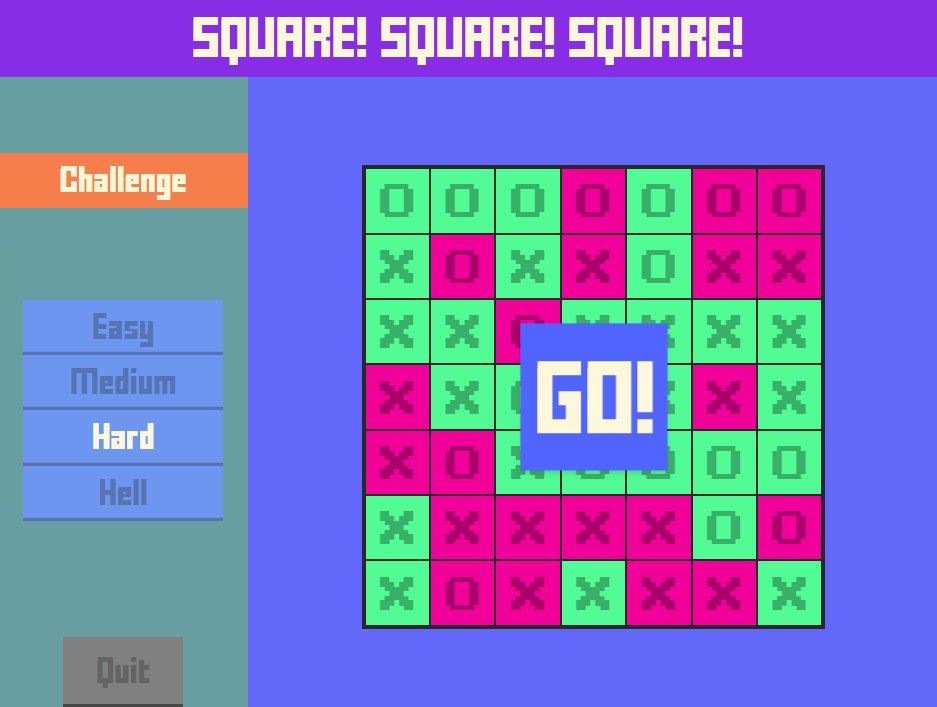 SQUARE! SQUARE! SQUARE!
Challenge
Easy
Medium
Hard
Hell
Quit
O O O O O O O
X O X X O X X
X X O X X X X
X X X X
GO!
X O X O O O O
X X X X X O O
X O X X X X X